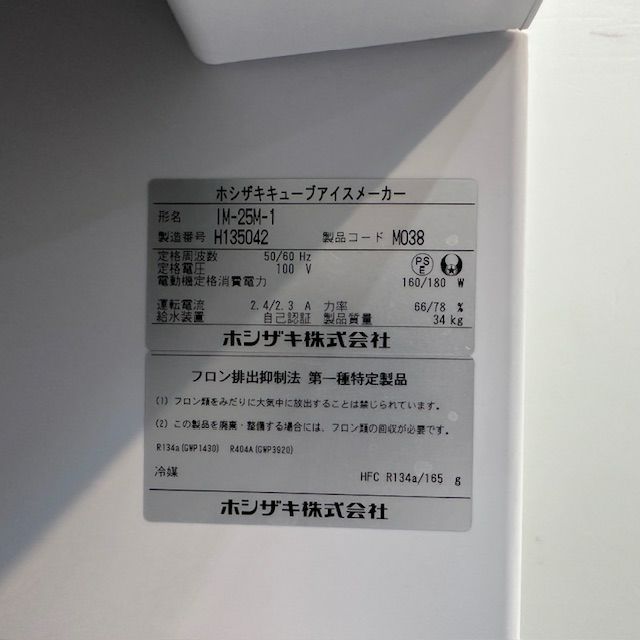 ホシザキキューブアイスメーカー
形名 IM-25M-1
製造番号 H135042 製品コード M038
定格周波数 50/60 Hz
定格電圧 100 V
PS E
電動機定格消費電力 160/180 W
運転電流 2.4/2.3 A 力率 66/78 %
給水装置 自己認証 製品質量 34 kg
ホシザキ株式会社
フロン排出抑制法 第一種特定製品
(1) フロン類をみだりに大気中に放出することは禁じられています。
(2) この製品を廃棄・整備する場合には、フロン類の回収が必要です。
R134a(GWP1430) R404A(GWP3920)
冷媒 HFC R134a/165 g
ホシザキ株式会社